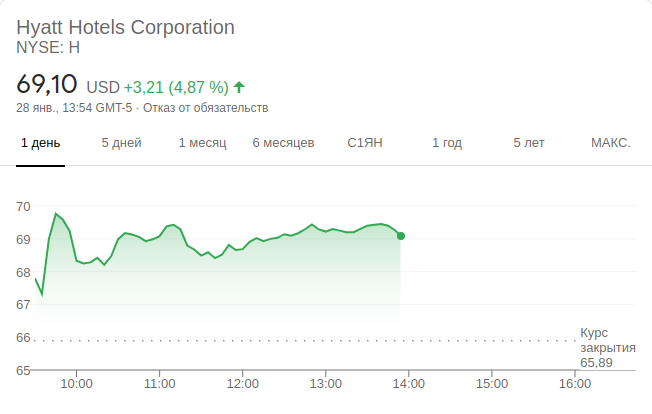 Hyatt Hotels Corporation
NYSE: H
69,10 USD +3,21 (4,87 %)
28 янв., 13:54 GMT-5 · Отказ от обязательств
1 день 5 дней 1 месяц 6 месяцев С1ЯН 1 год 5 лет МАКС.
70
69
68
67
66
65
Курс
закрытия
65,89
10:00 11:00 12:00 13:00 14:00 15:00 16:00